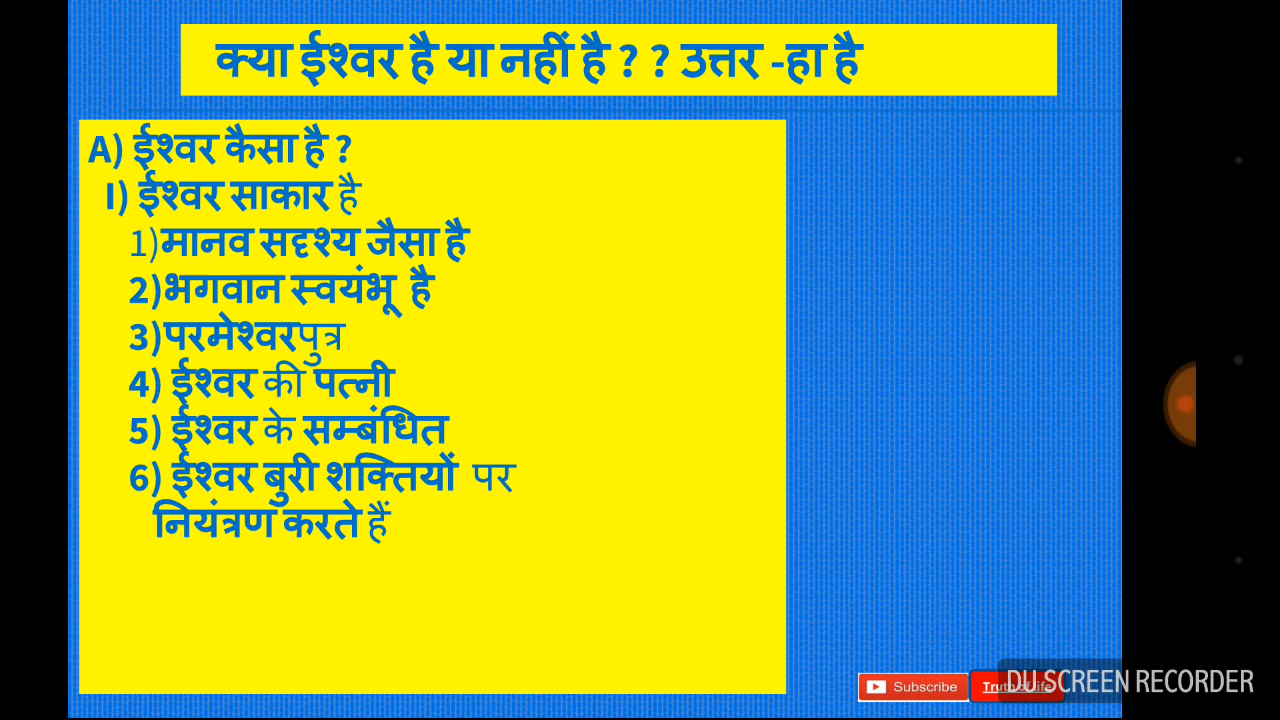 क्या ईश्वर है या नहीं है ? ? उत्तर -हा है
A) ईश्वर कैसा है ?
I) ईश्वर साकार है
1)मानव सदृश्य जैसा है
2)भगवान स्वयंभू है
3)परमेश्वरपुत्र
4) ईश्वर की पत्नी
5) ईश्वर के सम्बंधित
6) ईश्वर बुरी शक्तियों पर
नियंत्रण करते हैं
Subscribe
DU SCREEN RECORDER